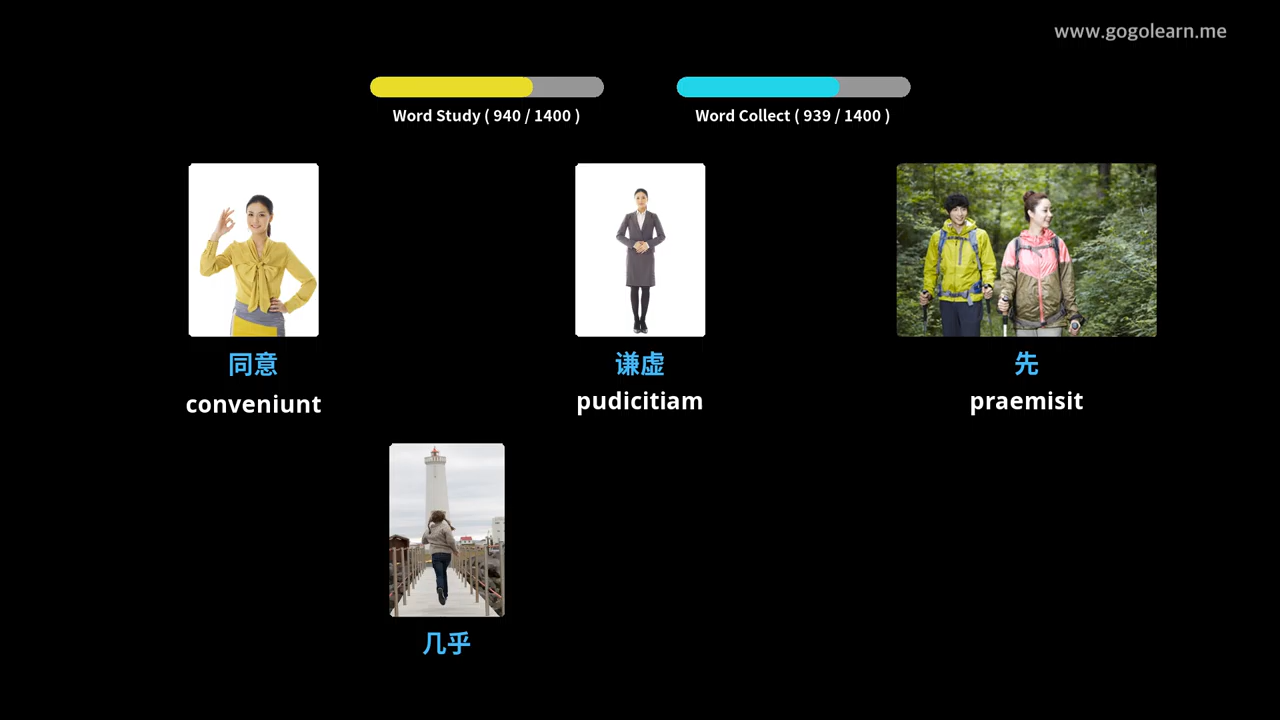 www.gogolearn.me
Word Study ( 940 / 1400 )
Word Collect ( 939 / 1400 )
同意
谦虚
先
conveniunt
pudicitiam
praemisit
几乎